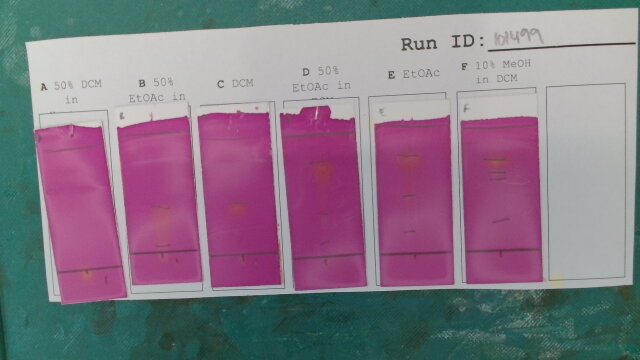 Run ID: 101499
A 50% DCM
in
B 50%
EtOAc in
C DCM
D 50%
EtOAc in
E EtOAc
F 10% MeOH
in DCM
E
F